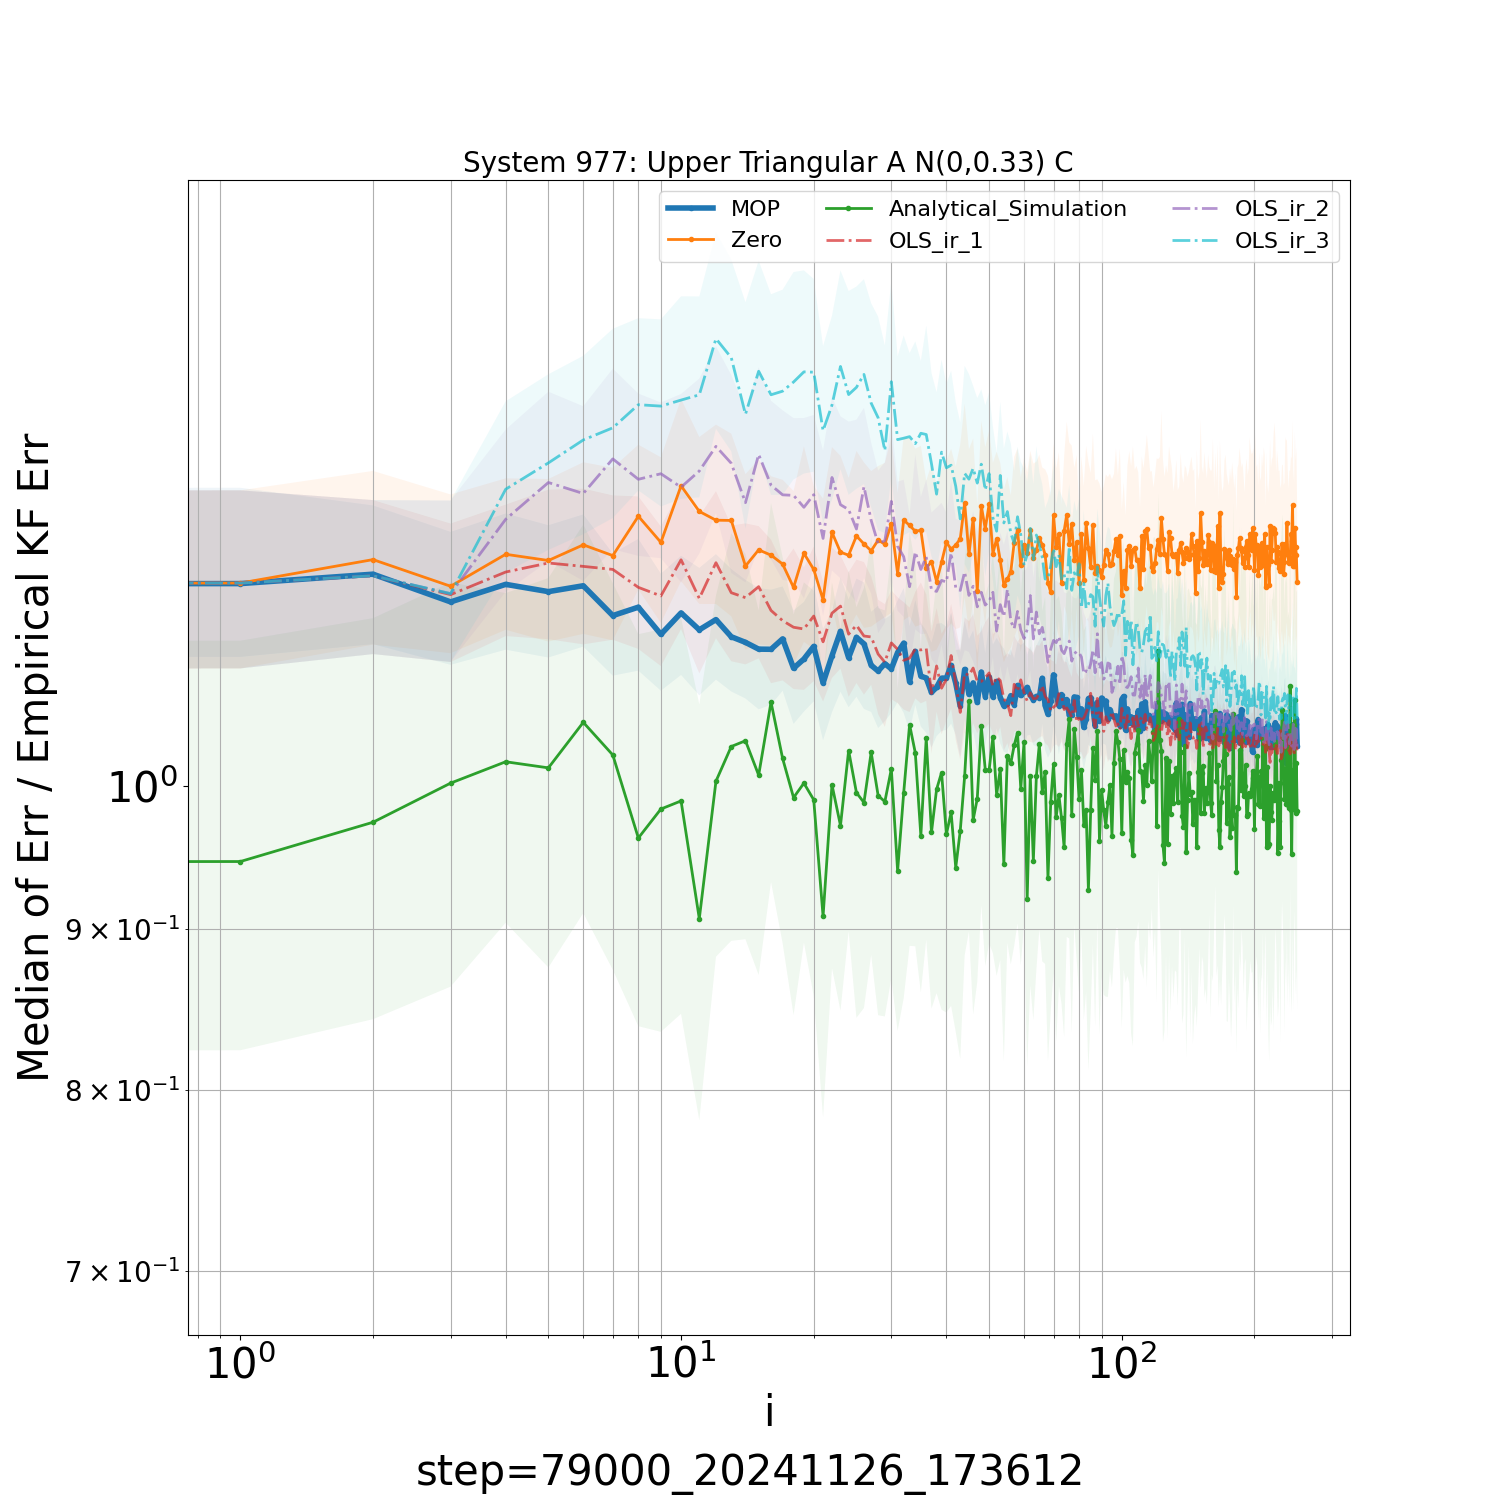 System 977: Upper Triangular A N(0,0.33) C
MOP
Zero
Analytical_Simulation
OLS_ir_1
OLS_ir_2
OLS_ir_3
Median of Err / Empirical KF Err
10⁰
9 × 10⁻¹
8 × 10⁻¹
7 × 10⁻¹
10⁰ 10¹ 10²
i
step=79000_20241126_173612